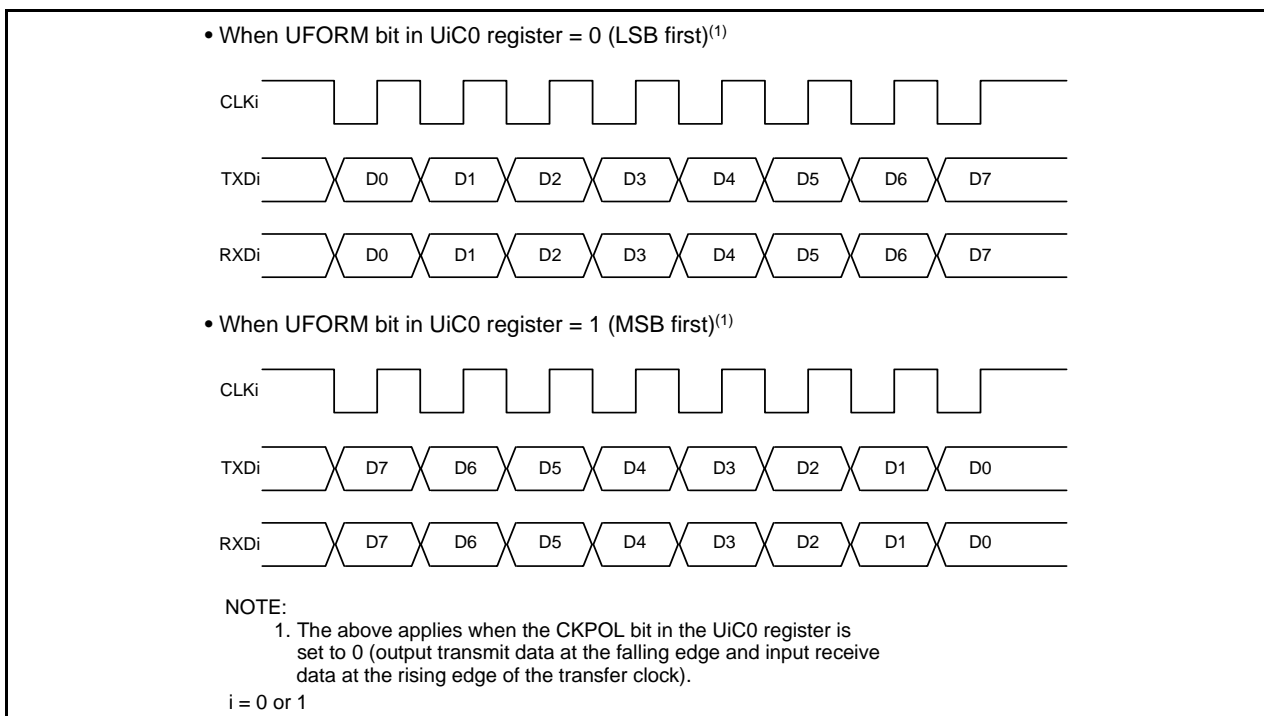 • When UFORM bit in UiC0 register = 0 (LSB first)(1)
CLKi
TXDi D0 D1 D2 D3 D4 D5 D6 D7
RXDi D0 D1 D2 D3 D4 D5 D6 D7
• When UFORM bit in UiC0 register = 1 (MSB first)(1)
CLKi
TXDi D7 D6 D5 D4 D3 D2 D1 D0
RXDi D7 D6 D5 D4 D3 D2 D1 D0
NOTE:
1. The above applies when the CKPOL bit in the UiC0 register is
set to 0 (output transmit data at the falling edge and input receive
data at the rising edge of the transfer clock).
i = 0 or 1